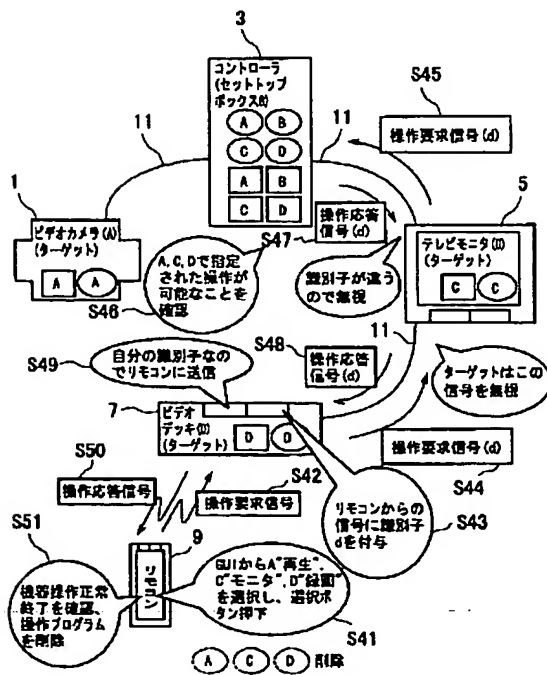 3
コントローラ
(セットトップ
ボックスB)
A B
C D
A B
C D
11
11
S45
操作要求信号(d)
1
ビデオカメラ(A)
(ターゲット)
A A
S46
A,C,Dで指定
された操作が
可能なことを
確認
S47
操作応答
信号(d)
識別子が違う
ので無視
5
テレビモニタ(D)
(ターゲット)
C C
11
S49
自分の識別子なの
でリモコンに送信
S48
操作応答
信号(d)
ターゲットはこの
信号を無視
7
ビデオ
デッキ(D)
(ターゲット)
D D
操作要求信号(d)
S44
S50
操作応答信号
S42
操作要求信号
リモコンからの
信号に識別子
dを付与
S43
S51
機器操作正常
終了を確認、
操作プログラム
を削除
9
リモコン
GUIからA"再生",
C"モニタ",D"録画"
を選択し、選択ボ
タン押下
S41
A C D 削除